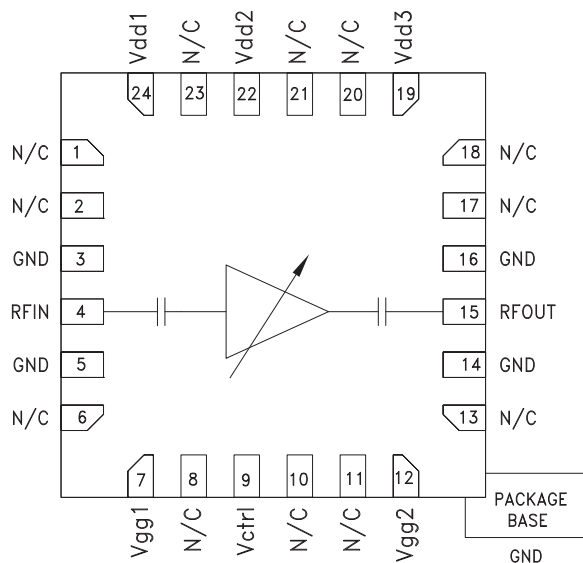 Vdd1
N/C
Vdd2
N/C
N/C
Vdd3
24
23
22
21
20
19
N/C 1
18 N/C
N/C 2
17 N/C
GND 3
16 GND
RFIN 4
15 RFOUT
GND 5
14 GND
N/C 6
13 N/C
7
8
9
10
11
12
Vgg1
N/C
Vctrl
N/C
N/C
Vgg2
PACKAGE
BASE
GND